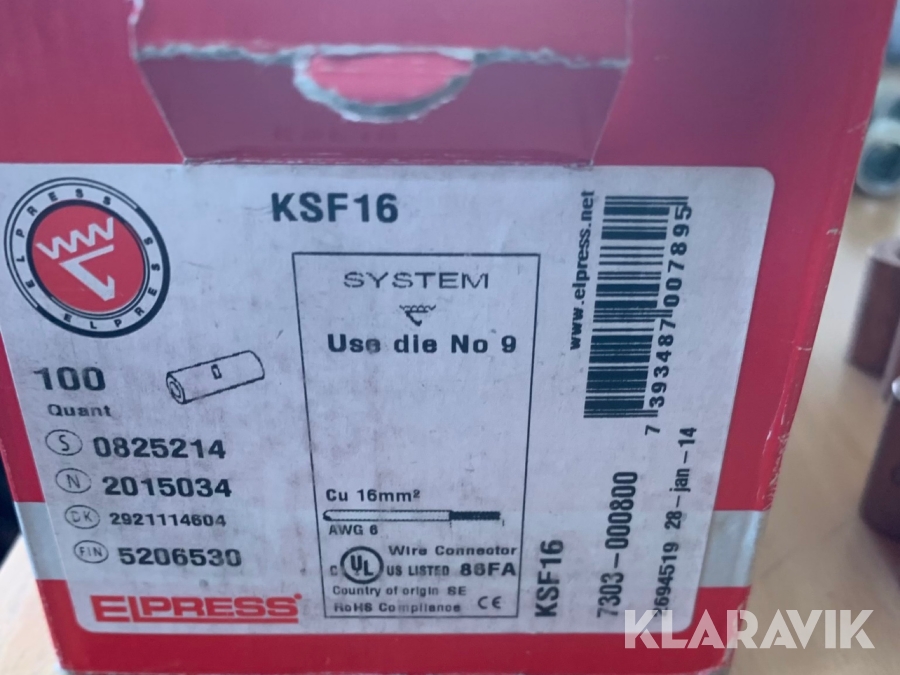 KSF16
ELPRESS
ELPRESS
100
Quant
S 0825214
N 2015034
DK 2921114604
FIN 5206530
ELPRESS
SYSTEM
Use die No 9
Cu 16mm²
AWG 6
Wire Connector
C UL US LISTED 86FA
Country of origin SE
RoHS Compliance CE
www.elpress.net
7 393487 007895
KSF16
7303-000800
2694519 28-jan-14
KLARAVIK